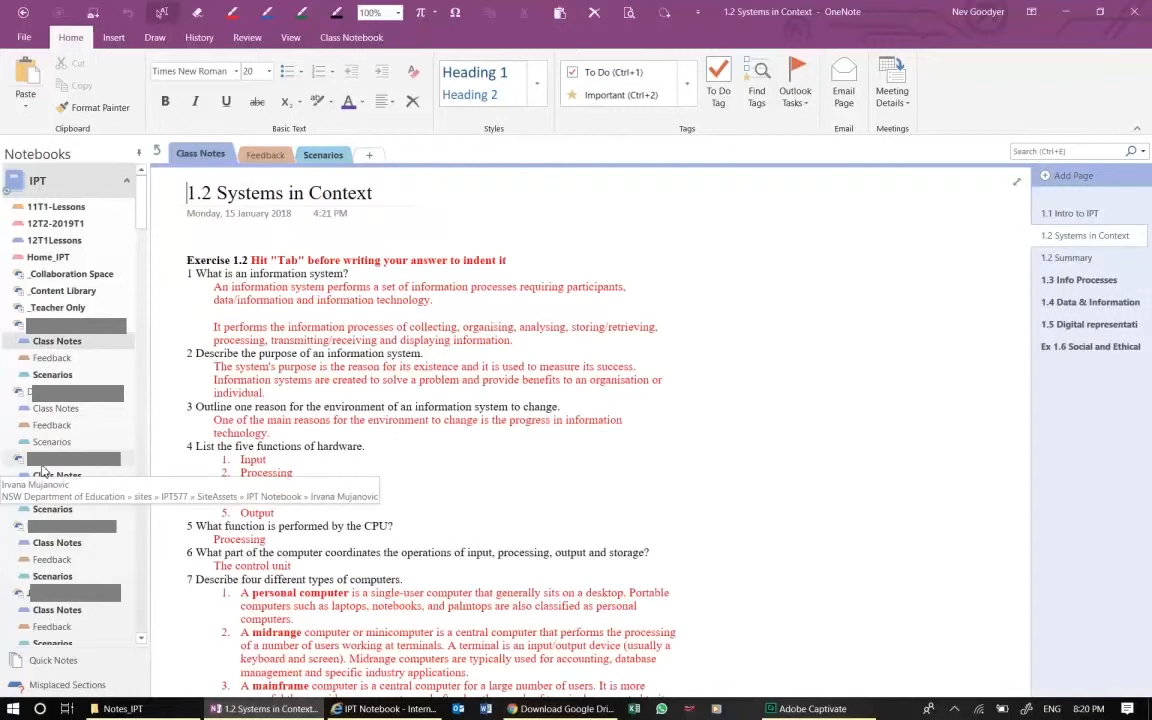 1.2 Systems in Context - OneNote
Nev Goodyer
100%
π
Ω
File
Home
Insert
Draw
History
Review
View
Class Notebook
Paste
Cut
Copy
Format Painter
Clipboard
Times New Roman
20
B
I
U
abc
A
Basic Text
Heading 1
Heading 2
Styles
To Do (Ctrl+1)
Important (Ctrl+2)
To Do
Tag
Find
Tags
Outlook
Tasks
Tags
Email
Page
Email
Meeting
Details
Meetings
Notebooks
Class Notes
Feedback
Scenarios
+
Search (Ctrl+E)
IPT
11T1-Lessons
12T2-2019T1
12T1Lessons
Home_IPT
_Collaboration Space
_Content Library
_Teacher Only
Class Notes
Feedback
Scenarios
D
Class Notes
Feedback
Scenarios
Class Notes
Irvana Mujanovic
NSW Department of Education » sites » IPT577 » SiteAssets » IPT Notebook » Irvana Mujanovic
Scenarios
Class Notes
Feedback
Scenarios
Class Notes
Feedback
Scenarios
Quick Notes
Misplaced Sections
1.2 Systems in Context
Monday, 15 January 2018 4:21 PM
Exercise 1.2 Hit "Tab" before writing your answer to indent it
1 What is an information system?
An information system performs a set of information processes requiring participants,
data/information and information technology.
It performs the information processes of collecting, organising, analysing, storing/retrieving,
processing, transmitting/receiving and displaying information.
2 Describe the purpose of an information system.
The system's purpose is the reason for its existence and it is used to measure its success.
Information systems are created to solve a problem and provide benefits to an organisation or
individual.
3 Outline one reason for the environment of an information system to change.
One of the main reasons for the environment to change is the progress in information
technology.
4 List the five functions of hardware.
1. Input
2. Processing
5. Output
5 What function is performed by the CPU?
Processing
6 What part of the computer coordinates the operations of input, processing, output and storage?
The control unit
7 Describe four different types of computers.
1. A personal computer is a single-user computer that generally sits on a desktop. Portable
computers such as laptops, notebooks, and palmtops are also classified as personal
computers.
2. A midrange computer or minicomputer is a central computer that performs the processing
of a number of users working at terminals. A terminal is an input/output device (usually a
keyboard and screen). Midrange computers are typically used for accounting, database
management and specific industry applications.
3. A mainframe computer is a central computer for a large number of users. It is more
Add Page
1.1 Intro to IPT
1.2 Systems in Context
1.2 Summary
1.3 Info Processes
1.4 Data & Information
1.5 Digital representati
Ex 1.6 Social and Ethical
Notes_IPT
1.2 Systems in Context...
IPT Notebook - Intern...
Download Google Dri...
Adobe Captivate
ENG
8:20 PM